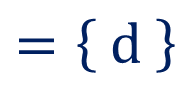 = { d }